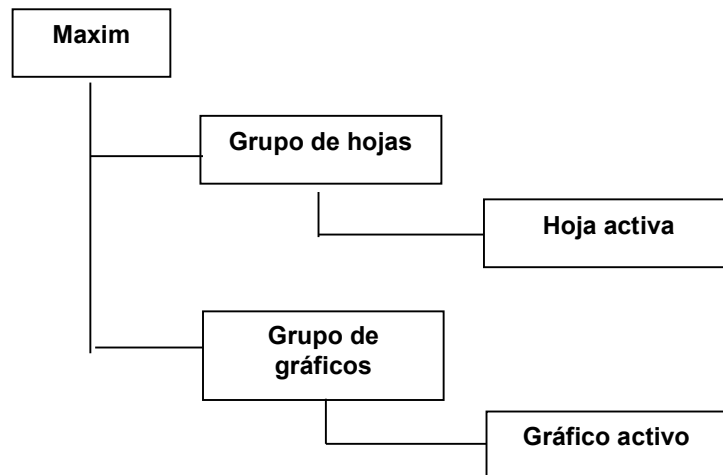 Maxim
Grupo de hojas
Hoja activa
Grupo de
gráficos
Gráfico activo